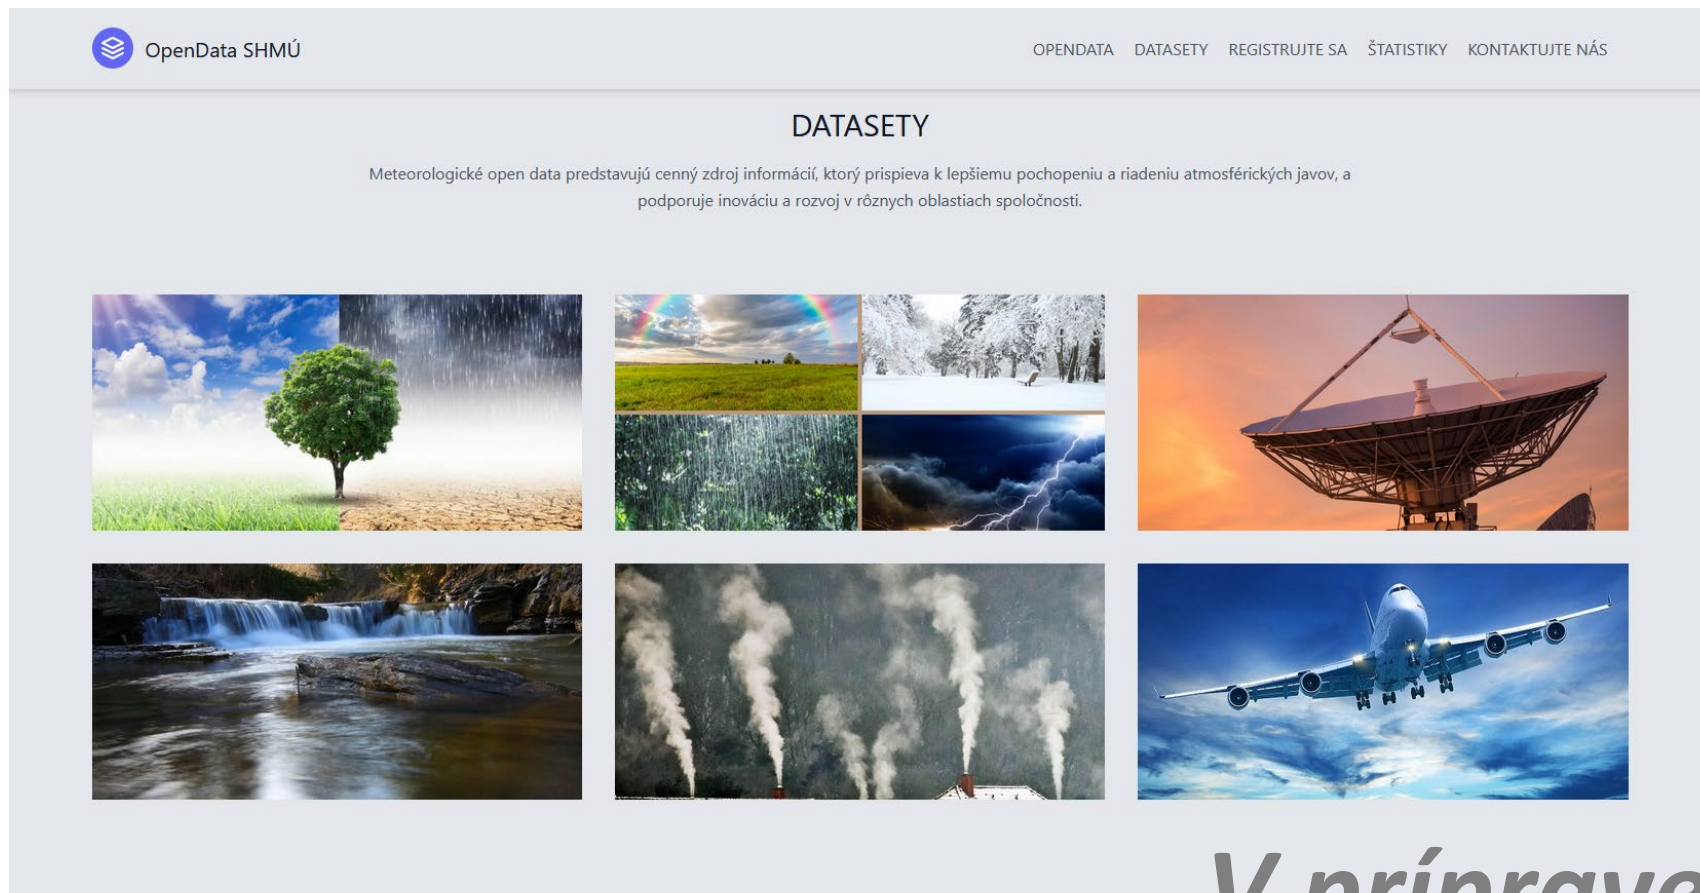 OpenData SHMÚ
OPENDATA DATASETY REGISTRUJTE SA ŠTATISTIKY KONTAKTUJTE NÁS
DATASETY
Meteorologické open data predstavujú cenný zdroj informácií, ktorý prispieva k lepšiemu pochopeniu a riadeniu atmosférických javov, a
podporuje inováciu a rozvoj v rôznych oblastiach spoločnosti.
V príprave